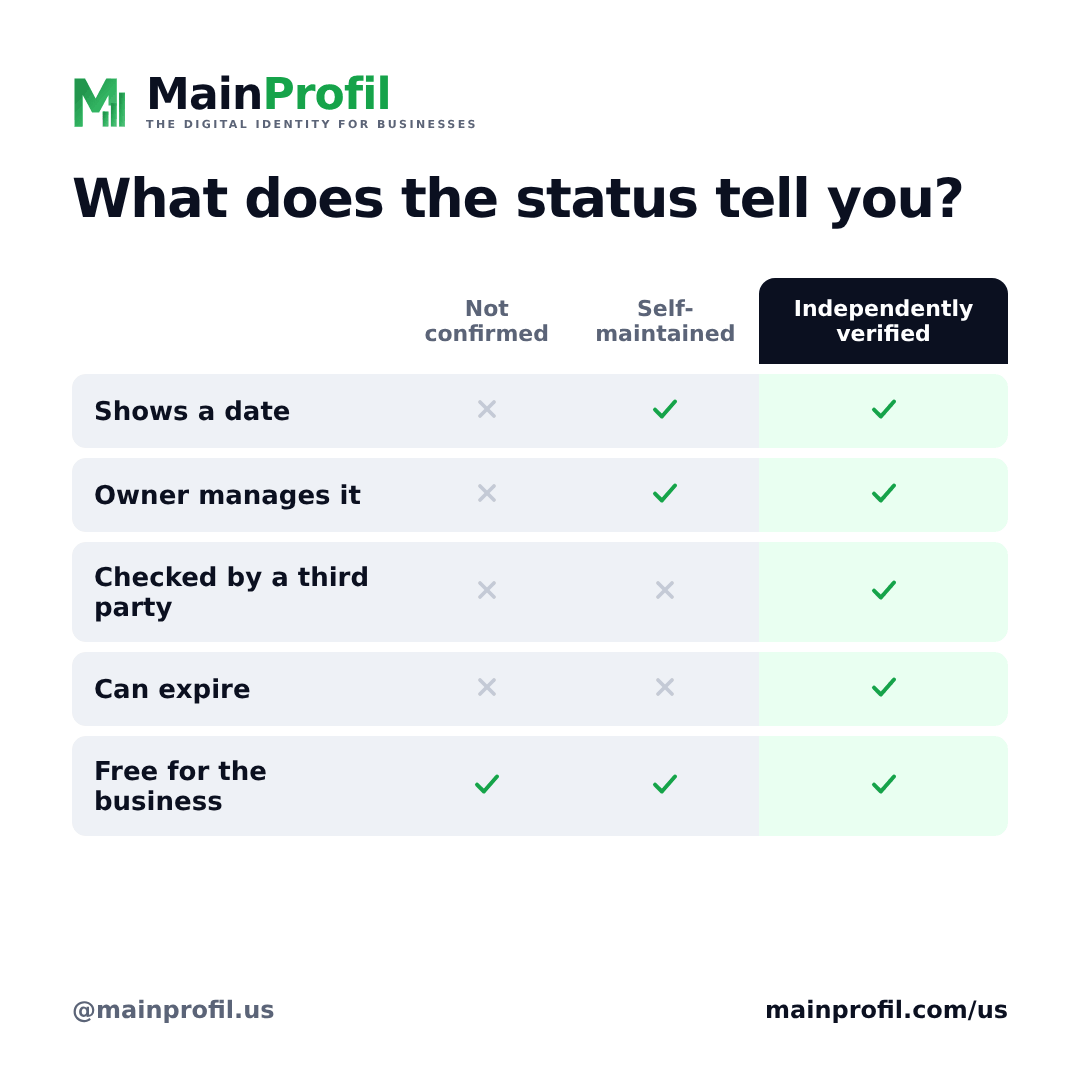 MainProfil
THE DIGITAL IDENTITY FOR BUSINESSES
What does the status tell you?
Not
confirmed
Self-
maintained
Independently
verified
Shows a date
Owner manages it
Checked by a third
party
Can expire
Free for the
business
@mainprofil.us
mainprofil.com/us